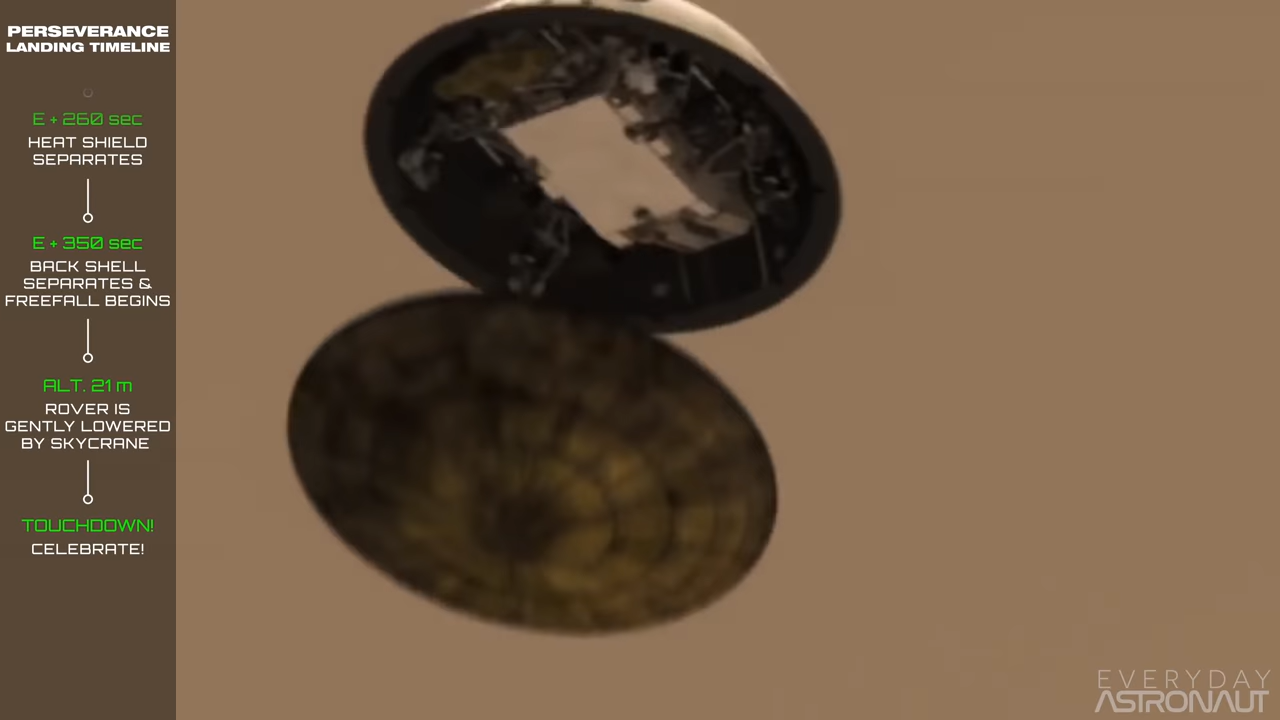 PERSEVERANCE
LANDING TIMELINE
E + 260 sec
HEAT SHIELD
SEPARATES
E + 350 sec
BACK SHELL
SEPARATES &
FREEFALL BEGINS
ALT. 21 m
ROVER IS
GENTLY LOWERED
BY SKYCRANE
TOUCHDOWN!
CELEBRATE!
EVERYDAY
ASTRONAUT